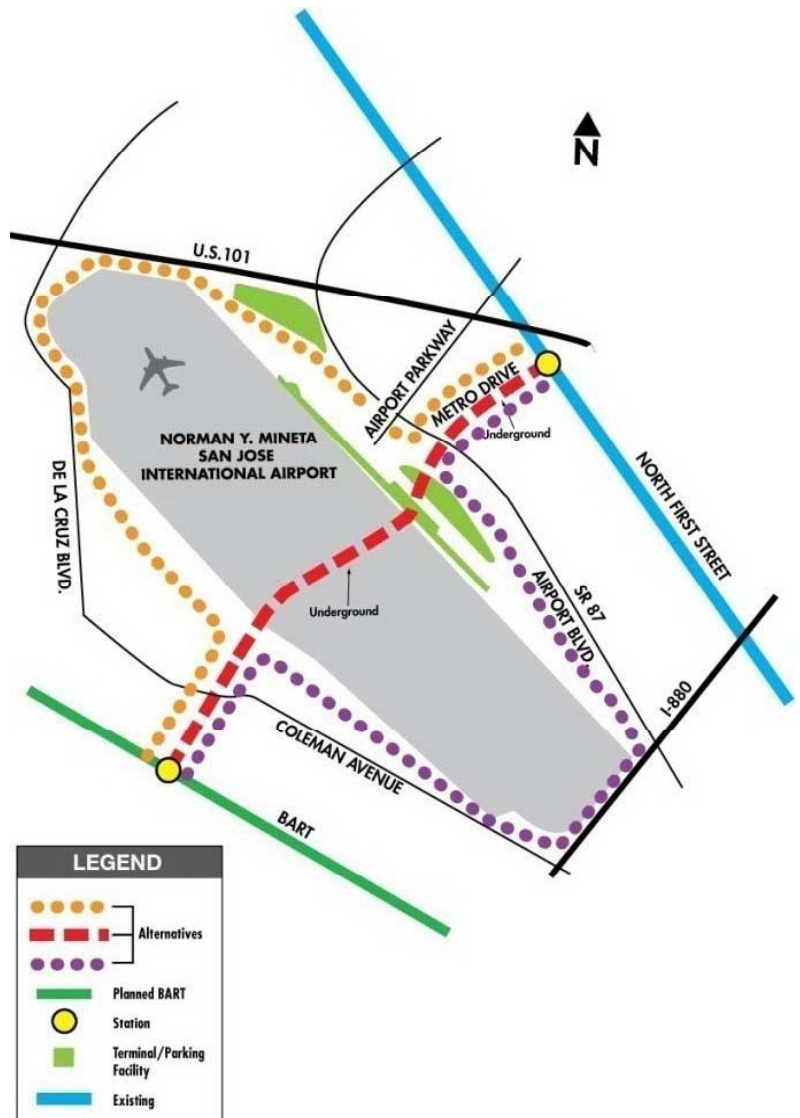 N
U.S.101
AIRPORT PARKWAY
METRO DRIVE
Underground
NORMAN Y. MINETA
SAN JOSE
INTERNATIONAL AIRPORT
DE LA CRUZ BLVD.
NORTH FIRST STREET
Underground
SR 87
AIRPORT BLVD.
I-880
COLEMAN AVENUE
BART
LEGEND
Alternatives
Planned BART
Station
Terminal/Parking
Facility
Existing